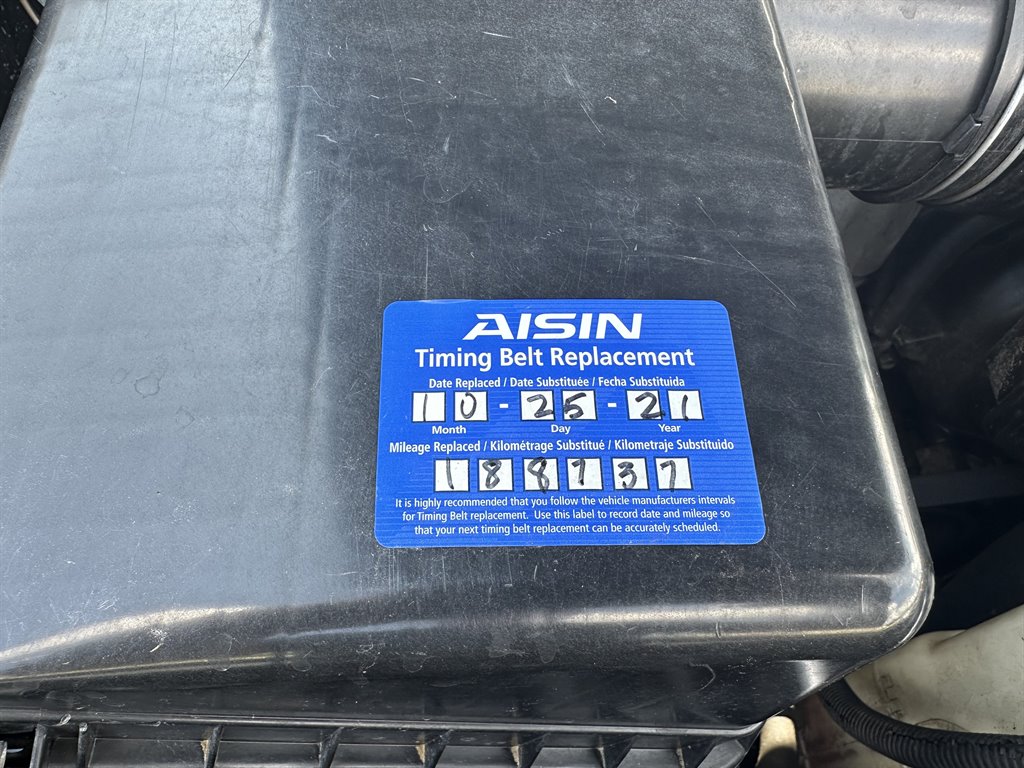 AISIN
Timing Belt Replacement
Date Replaced / Date Substituée / Fecha Substituida
10 - 25 - 21
Month Day Year
Mileage Replaced / Kilométrage Substitué / Kilometraje Substituido
188737
It is highly recommended that you follow the vehicle manufacturers intervals
for Timing Belt replacement. Use this label to record date and mileage so
that your next timing belt replacement can be accurately scheduled.